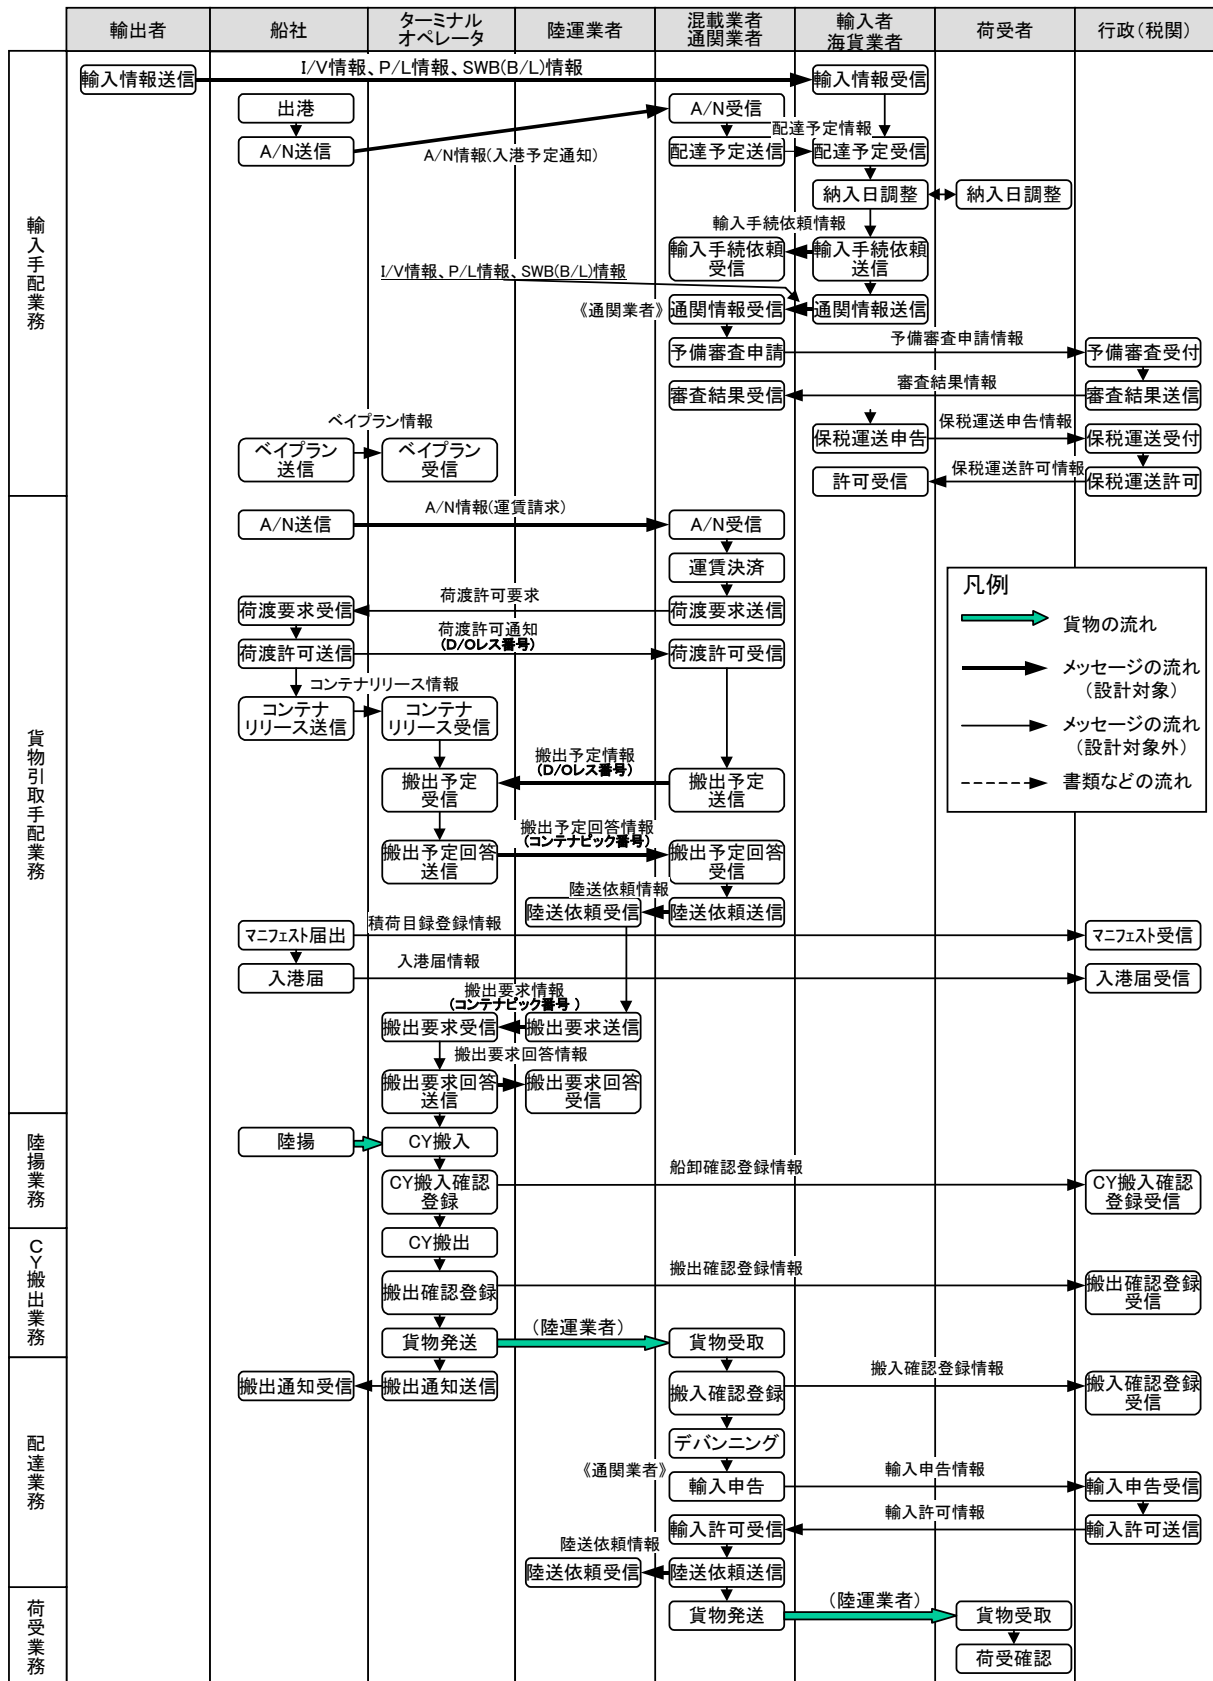 輸出者
船社
ターミナル
オペレータ
陸運業者
混載業者
通関業者
輸入者
海貨業者
荷受者
行政(税関)
輸入手配業務
輸入情報送信
I/V情報、P/L情報、SWB(B/L)情報
輸入情報受信
出港
A/N受信
配達予定情報
A/N送信
A/N情報(入港予定通知)
配達予定送信
配達予定受信
納入日調整
納入日調整
輸入手続依頼情報
輸入手続依頼
受信
輸入手続依頼
送信
I/V情報、P/L情報、SWB(B/L)情報
《通関業者》
通関情報受信
通関情報送信
予備審査申請情報
予備審査申請
予備審査受付
審査結果情報
審査結果受信
審査結果送信
ベイプラン情報
保税運送申告情報
保税運送申告
保税運送受付
ベイプラン
送信
ベイプラン
受信
保税運送許可情報
許可受信
保税運送許可
貨物引取手配業務
A/N情報(運賃請求)
A/N送信
A/N受信
運賃決済
荷渡許可要求
荷渡要求受信
荷渡要求送信
荷渡許可通知
(D/Oレス番号)
荷渡許可送信
荷渡許可受信
コンテナリリース情報
コンテナ
リリース送信
コンテナ
リリース受信
搬出予定情報
(D/Oレス番号)
搬出予定
受信
搬出予定
送信
搬出予定回答情報
(コンテナピック番号)
搬出予定回答
送信
搬出予定回答
受信
陸送依頼情報
陸送依頼受信
陸送依頼送信
積荷目録登録情報
マニフェスト届出
マニフェスト受信
入港届情報
入港届
入港届受信
搬出要求情報
(コンテナピック番号 )
搬出要求受信
搬出要求送信
搬出要求回答情報
搬出要求回答
送信
搬出要求回答
受信
凡例
貨物の流れ
メッセージの流れ
(設計対象)
メッセージの流れ
(設計対象外)
書類などの流れ
陸揚業務
陸揚
CY搬入
船卸確認登録情報
CY搬入確認
登録
CY搬入確認
登録受信
CY搬出業務
CY搬出
搬出確認登録情報
搬出確認登録
搬出確認登録
受信
(陸運業者)
貨物発送
貨物受取
配達業務
搬入確認登録情報
搬出通知受信
搬出通知送信
搬入確認登録
搬入確認登録
受信
デバンニング
《通関業者》
輸入申告情報
輸入申告
輸入申告受信
輸入許可情報
輸入許可受信
輸入許可送信
陸送依頼情報
陸送依頼受信
陸送依頼送信
荷受業務
(陸運業者)
貨物発送
貨物受取
荷受確認